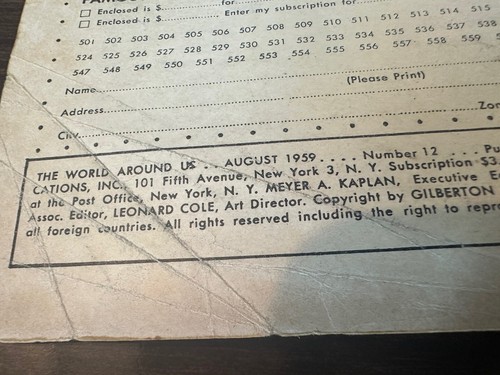 ☐ Enclosed is $..............for
☐ Enclosed is $.............., Enter my subscription for
501 502 503 504 505 506 507 508 509 510 511 512 513 514 515
524 525 526 527 528 529 530 531 532 533 534 535 536 537 538
547 548 549 550 551 552 553 554 555 556 557 558 559
Name
(Please Print)
Address
City Zon
THE WORLD AROUND US . . AUGUST 1959 . . . . Number 12 . . . Pu
CATIONS, INC., 101 Fifth Avenue, New York 3, N. Y. Subscription $3.
at the Post Office, New York, N. Y. MEYER A. KAPLAN, Executive Ed
Assoc. Editor, LEONARD COLE, Art Director. Copyright by GILBERTON
all foreign countries. All rights reserved including the right to repr